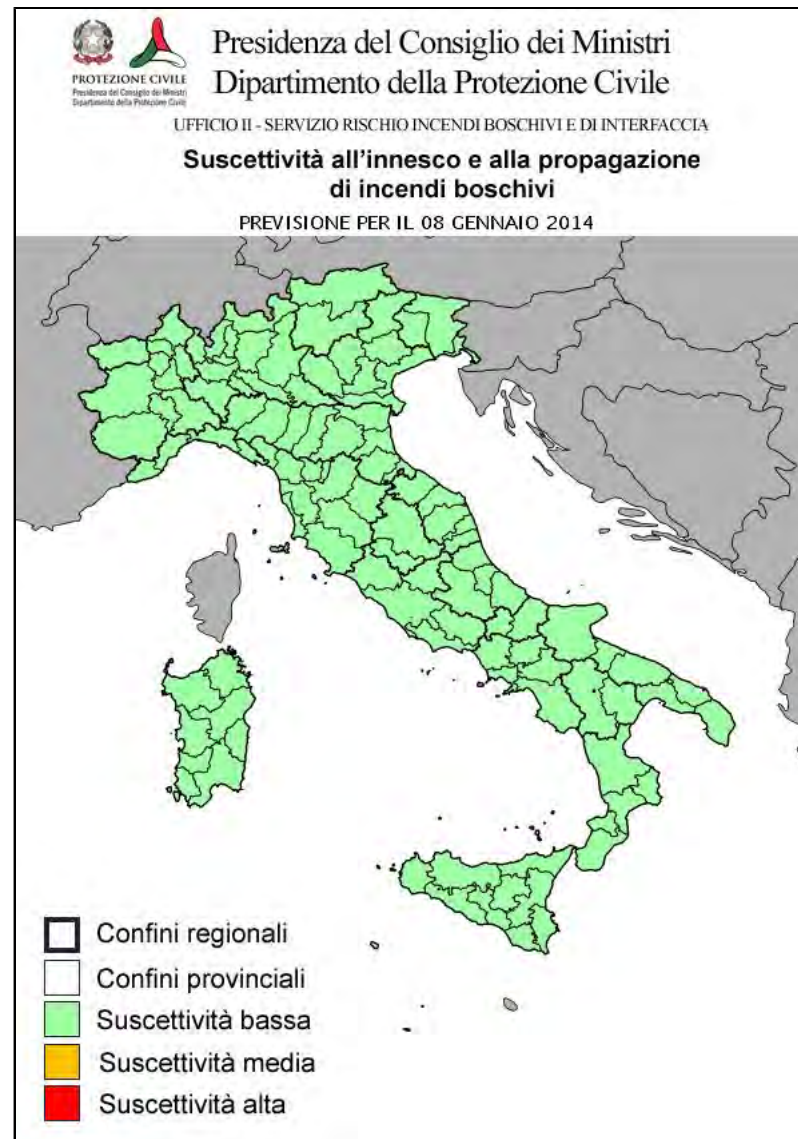 PROTEZIONE CIVILE
Presidenza del Consiglio dei Ministri
Dipartimento della Protezione Civile
Presidenza del Consiglio dei Ministri
Dipartimento della Protezione Civile
UFFICIO II - SERVIZIO RISCHIO INCENDI BOSCHIVI E DI INTERFACCIA
Suscettività all'innesco e alla propagazione
di incendi boschivi
PREVISIONE PER IL 08 GENNAIO 2014
Confini regionali
Confini provinciali
Suscettività bassa
Suscettività media
Suscettività alta